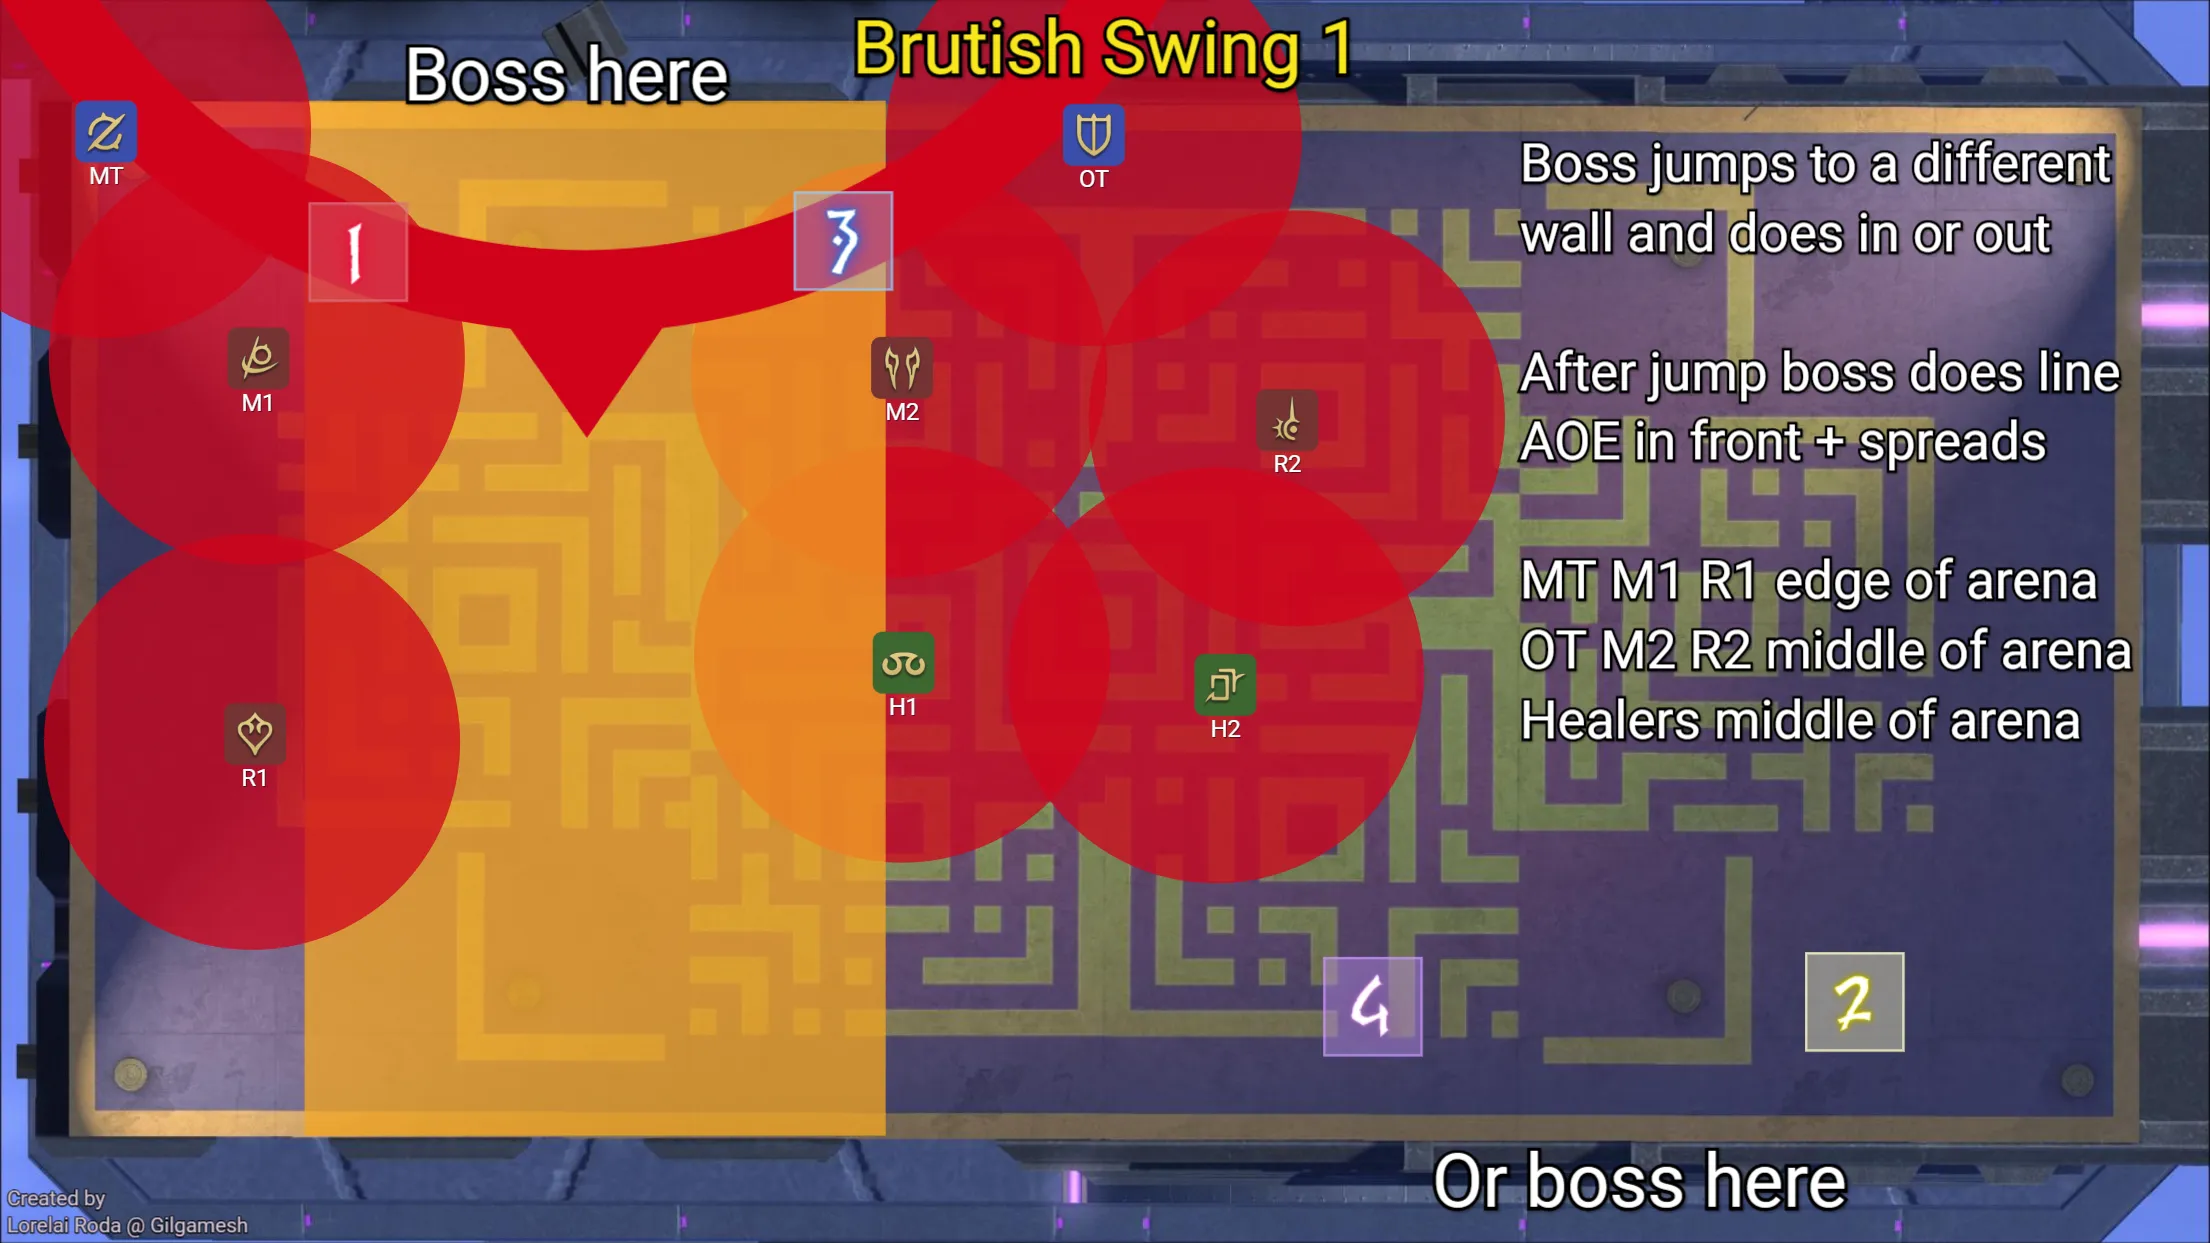 Brutish Swing 1
Boss here
MT
OT
1
3
Boss jumps to a different
wall and does in or out
After jump boss does line
AOE in front + spreads
M1
M2
R2
MT M1 R1 edge of arena
OT M2 R2 middle of arena
Healers middle of arena
H1
H2
R1
4
2
Or boss here
Created by
Lorelai Roda @ Gilgamesh